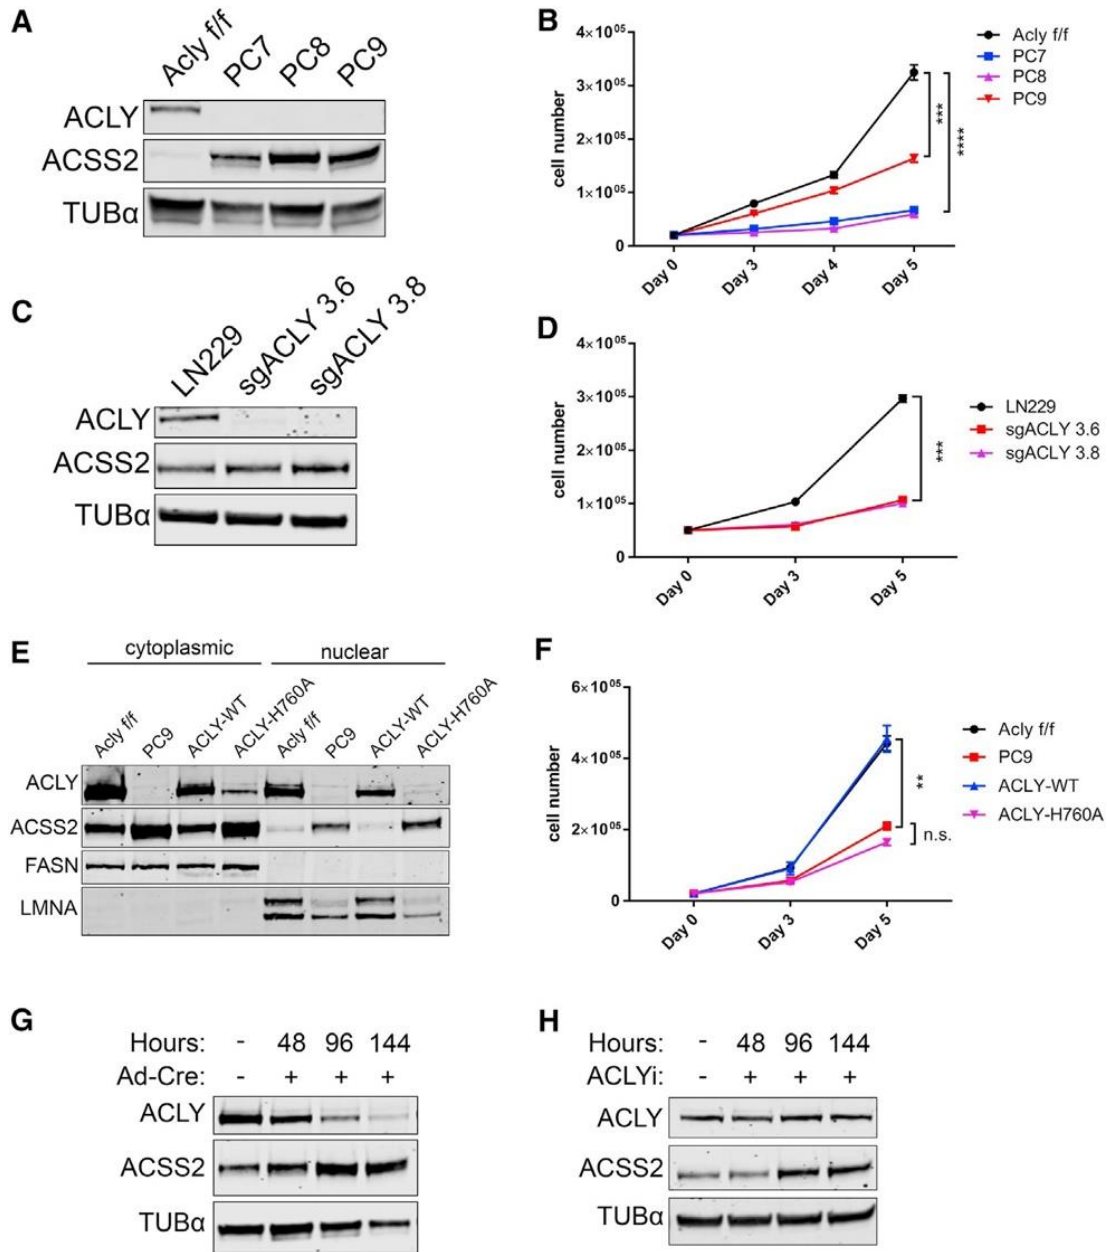 A
Acly f/f PC7 PC8 PC9
ACLY
ACSS2
TUBα
B
4×10⁰⁵
3×10⁰⁵
2×10⁰⁵
1×10⁰⁵
0
cell number
Day 0 Day 3 Day 4 Day 5
*** ****
Acly f/f
PC7
PC8
PC9
C
LN229 sgACLY 3.6 sgACLY 3.8
ACLY
ACSS2
TUBα
D
4×10⁰⁵
3×10⁰⁵
2×10⁰⁵
1×10⁰⁵
0
cell number
Day 0 Day 3 Day 5
***
LN229
sgACLY 3.6
sgACLY 3.8
E
cytoplasmic nuclear
Acly f/f PC9 ACLY-WT ACLY-H760A Acly f/f PC9 ACLY-WT ACLY-H760A
ACLY
ACSS2
FASN
LMNA
F
6×10⁰⁵
4×10⁰⁵
2×10⁰⁵
0
cell number
Day 0 Day 3 Day 5
**
n.s.
Acly f/f
PC9
ACLY-WT
ACLY-H760A
G
Hours: - 48 96 144
Ad-Cre: - + + +
ACLY
ACSS2
TUBα
H
Hours: - 48 96 144
ACLYi: - + + +
ACLY
ACSS2
TUBα